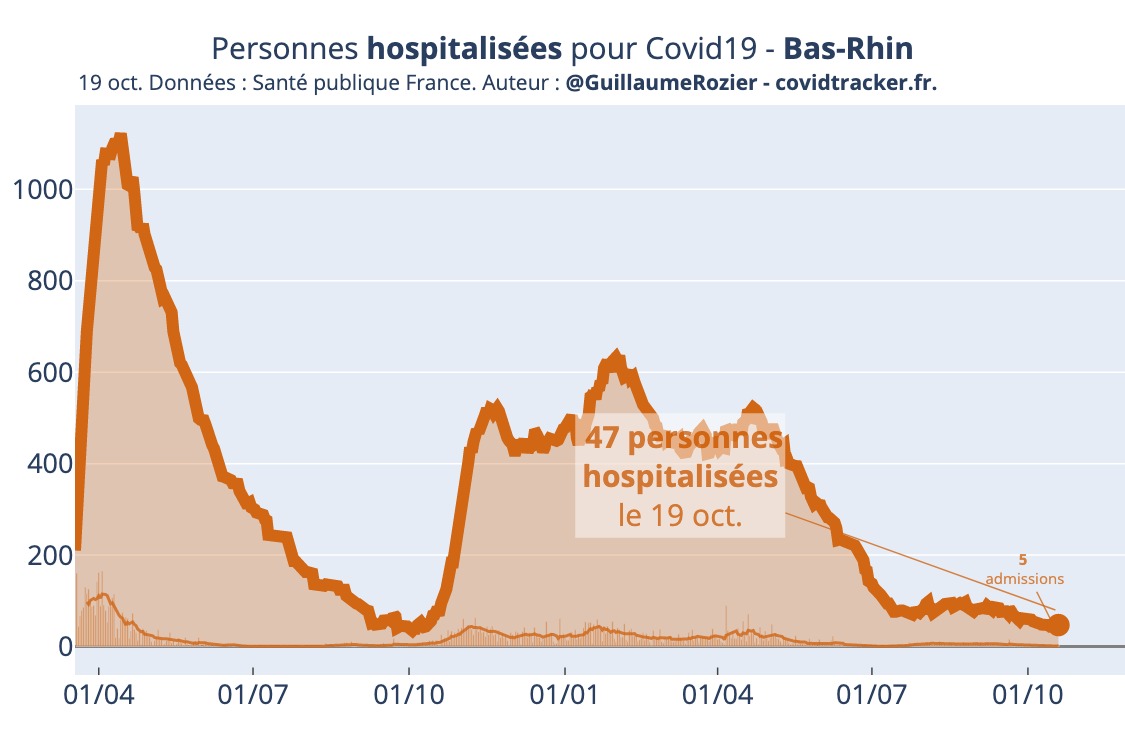 Personnes hospitalisées pour Covid19 - Bas-Rhin
19 oct. Données : Santé publique France. Auteur : @GuillaumeRozier - covidtracker.fr.
1000
800
600
400
200
0
47 personnes
hospitalisées
le 19 oct.
5
admissions
01/04
01/07
01/10
01/01
01/04
01/07
01/10